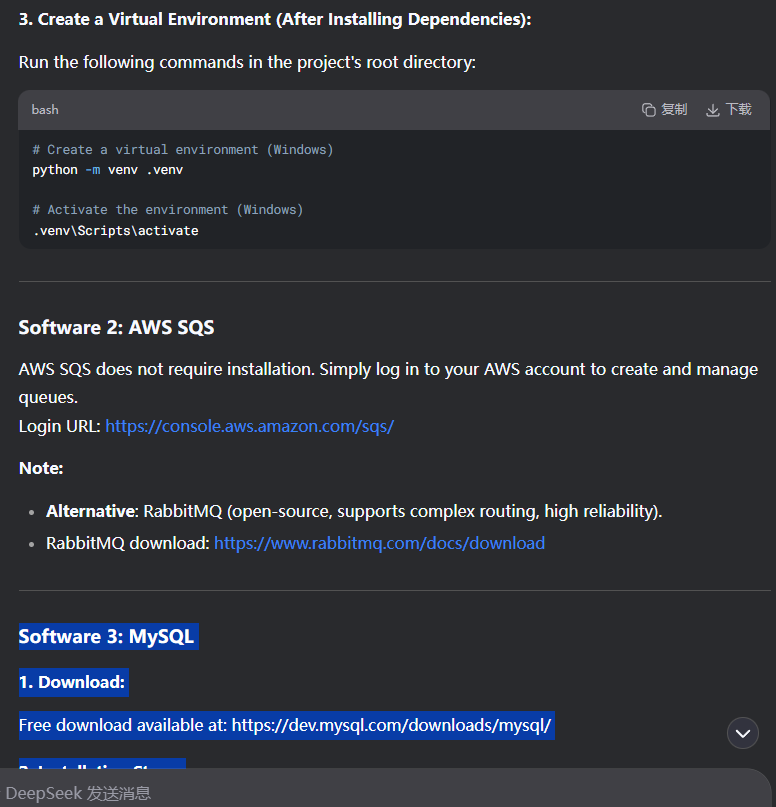 3. Create a Virtual Environment (After Installing Dependencies):
Run the following commands in the project's root directory:
bash 复制 下载
# Create a virtual environment (Windows)
python -m venv .venv
# Activate the environment (Windows)
.venv\Scripts\activate
Software 2: AWS SQS
AWS SQS does not require installation. Simply log in to your AWS account to create and manage
queues.
Login URL: https://console.aws.amazon.com/sqs/
Note:
• Alternative: RabbitMQ (open-source, supports complex routing, high reliability).
• RabbitMQ download: https://www.rabbitmq.com/docs/download
Software 3: MySQL
1. Download:
Free download available at: https://dev.mysql.com/downloads/mysql/
2. Installation Steps:
DeepSeek 发送消息